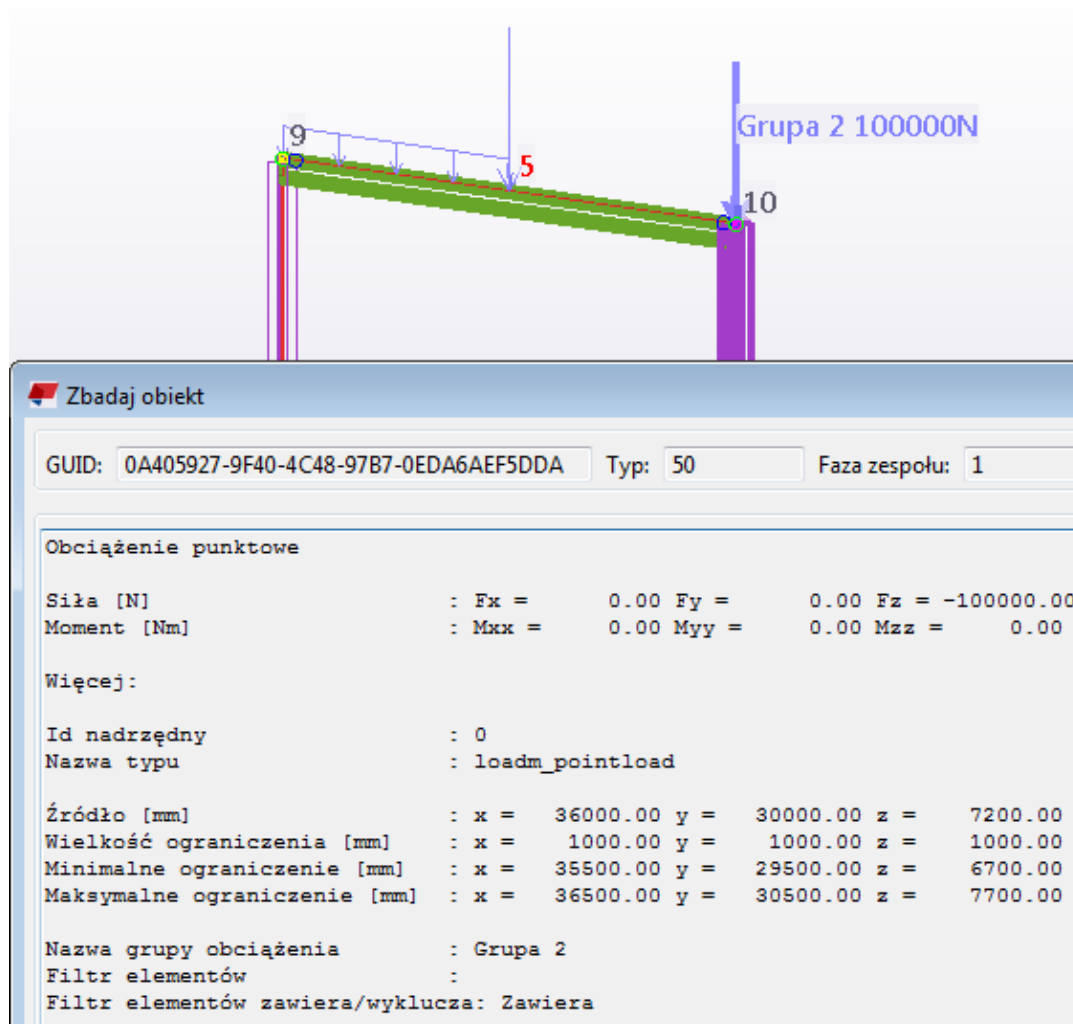 9
Grupa 2 100000N
5
10
Zbadaj obiekt
GUID: 0A405927-9F40-4C48-97B7-0EDA6AEF5DDA Typ: 50 Faza zespołu: 1
Obciążenie punktowe
Siła [N] : Fx = 0.00 Fy = 0.00 Fz = -100000.00
Moment [Nm] : Mxx = 0.00 Myy = 0.00 Mzz = 0.00
Więcej:
Id nadrzędny : 0
Nazwa typu : loadm_pointload
Źródło [mm] : x = 36000.00 y = 30000.00 z = 7200.00
Wielkość ograniczenia [mm] : x = 1000.00 y = 1000.00 z = 1000.00
Minimalne ograniczenie [mm] : x = 35500.00 y = 29500.00 z = 6700.00
Maksymalne ograniczenie [mm] : x = 36500.00 y = 30500.00 z = 7700.00
Nazwa grupy obciążenia : Grupa 2
Filtr elementów :
Filtr elementów zawiera/wyklucza: Zawiera